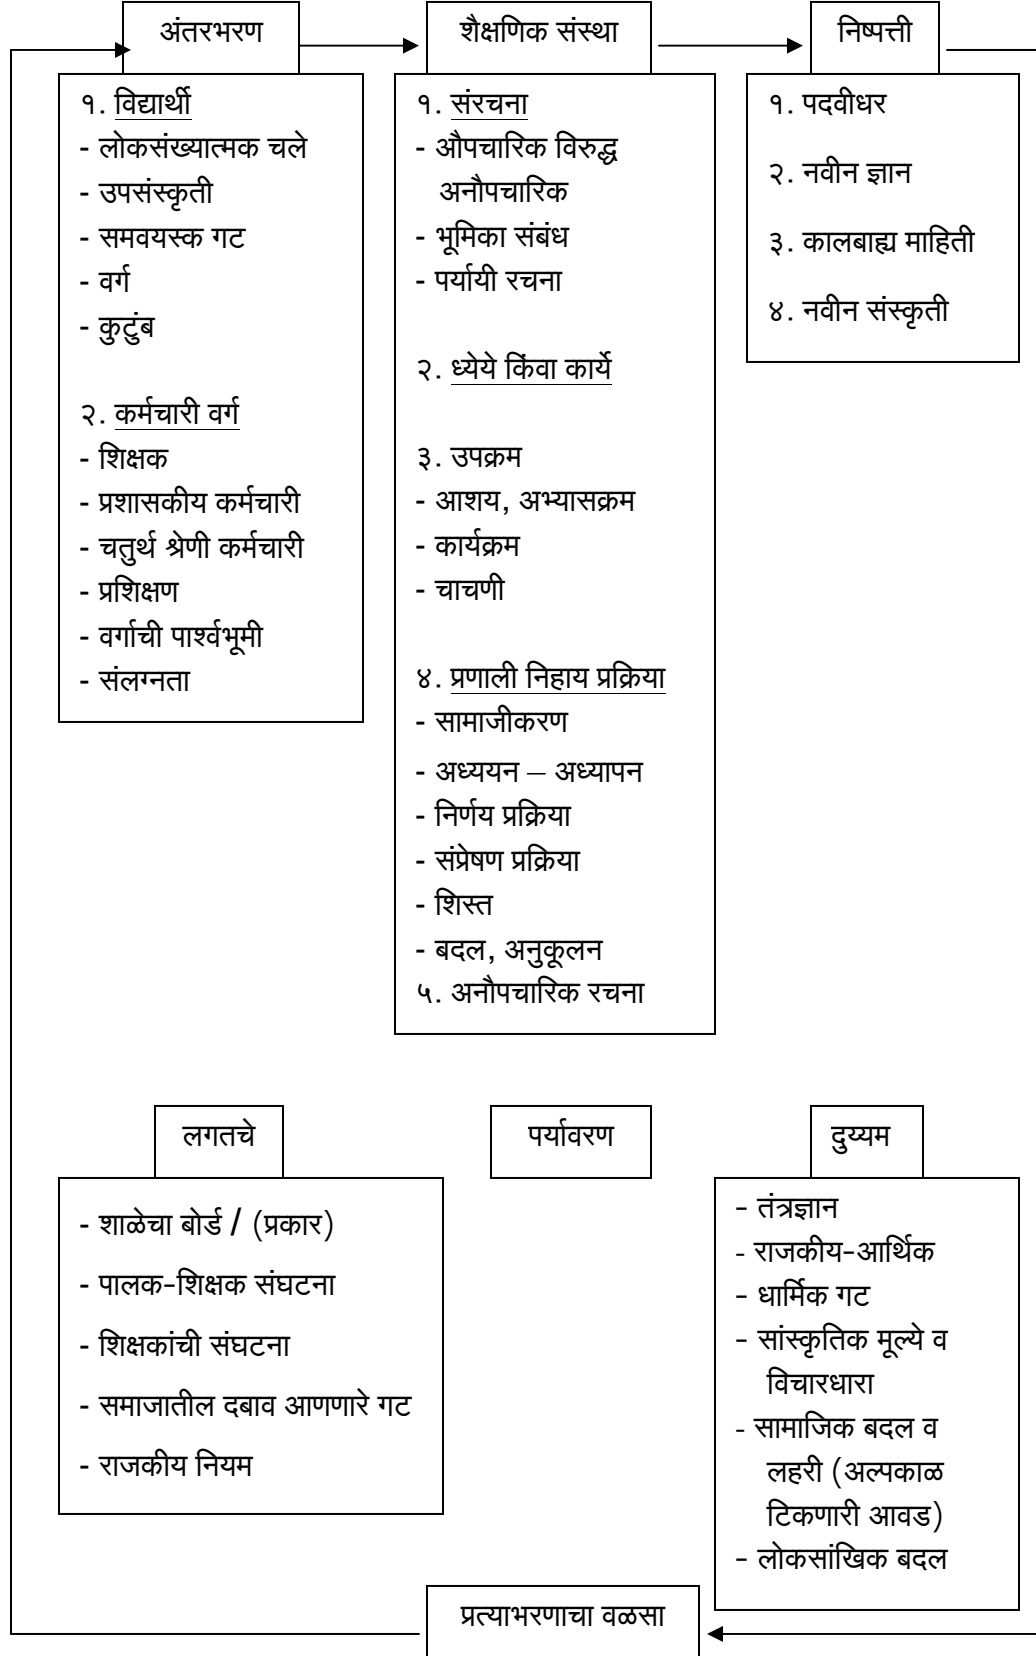 अंतरभरण
शैक्षणिक संस्था
निष्पत्ती
१. विद्यार्थी
- लोकसंख्यात्मक चले
- उपसंस्कृती
- समवयस्क गट
- वर्ग
- कुटुंब
२. कर्मचारी वर्ग
- शिक्षक
- प्रशासकीय कर्मचारी
- चतुर्थ श्रेणी कर्मचारी
- प्रशिक्षण
- वर्गाची पार्श्वभूमी
- संलग्नता
१. संरचना
- औपचारिक विरुद्ध
अनौपचारिक
- भूमिका संबंध
- पर्यायी रचना
२. ध्येये किंवा कार्ये
३. उपक्रम
- आशय, अभ्यासक्रम
- कार्यक्रम
- चाचणी
४. प्रणाली निहाय प्रक्रिया
- सामाजीकरण
- अध्ययन – अध्यापन
- निर्णय प्रक्रिया
- संप्रेषण प्रक्रिया
- शिस्त
- बदल, अनुकूलन
५. अनौपचारिक रचना
१. पदवीधर
२. नवीन ज्ञान
३. कालबाह्य माहिती
४. नवीन संस्कृती
लगतचे
पर्यावरण
दुय्यम
- शाळेचा बोर्ड / (प्रकार)
- पालक-शिक्षक संघटना
- शिक्षकांची संघटना
- समाजातील दबाव आणणारे गट
- राजकीय नियम
- तंत्रज्ञान
- राजकीय-आर्थिक
- धार्मिक गट
- सांस्कृतिक मूल्ये व
विचारधारा
- सामाजिक बदल व
लहरी (अल्पकाळ
टिकणारी आवड)
- लोकसांखिक बदल
प्रत्याभरणाचा वळसा